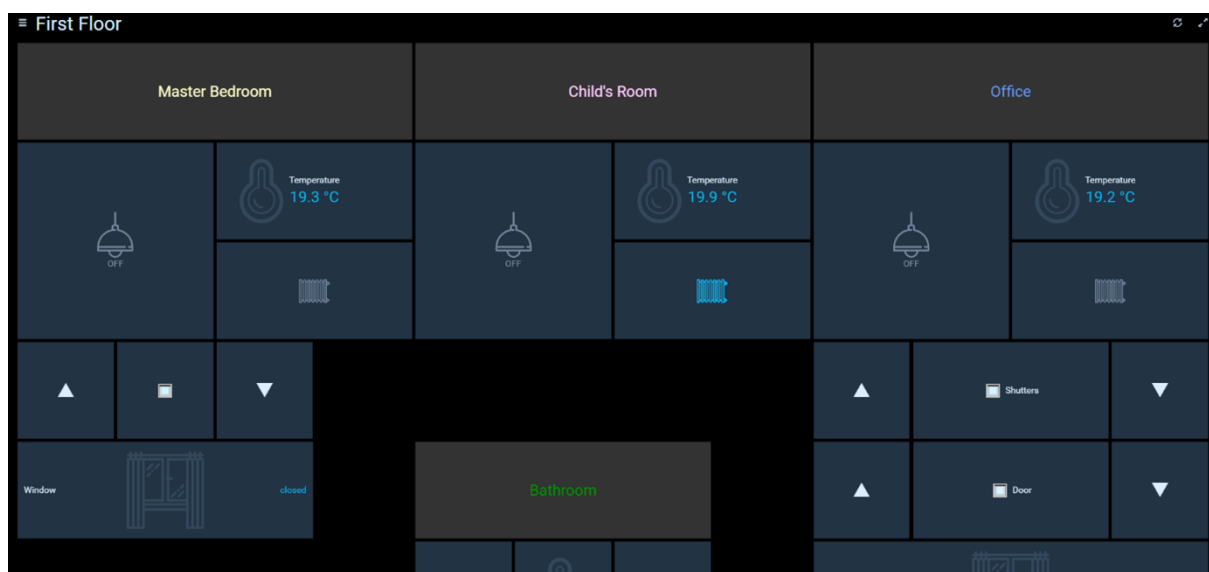 First Floor
Master Bedroom
Child's Room
Office
Temperature
19.3 °C
Temperature
19.9 °C
Temperature
19.2 °C
OFF
OFF
OFF
Shutters
Window
closed
Bathroom
Door